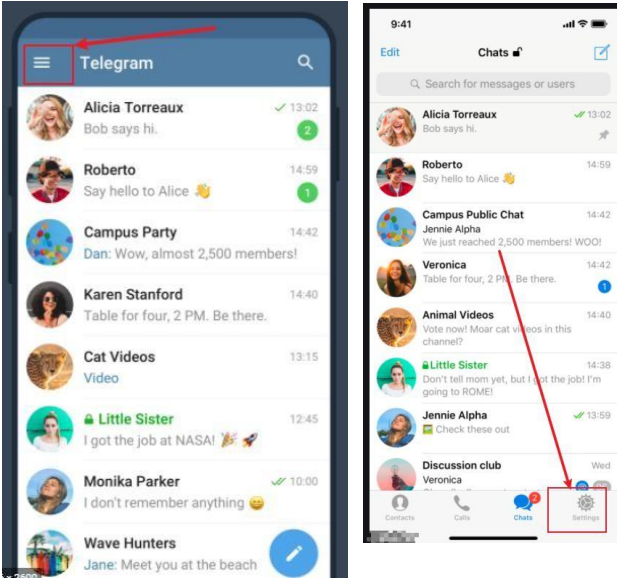 Telegram
Alicia Torreaux
13:02
Bob says hi.
2
Roberto
14:59
Say hello to Alice 👋
1
Campus Party
14:42
Dan: Wow, almost 2,500 members!
Karen Stanford
14:40
Table for four, 2 PM. Be there.
Cat Videos
13:15
Video
Little Sister
12:45
I got the job at NASA! 🎉 🚀
Monika Parker
10:00
I don't remember anything 😄
Wave Hunters
Jane: Meet you at the beach
9:41
Edit
Chats
Search for messages or users
Alicia Torreaux
13:02
Bob says hi.
Roberto
14:59
Say hello to Alice 👋
Campus Public Chat
14:42
Jennie Alpha
We just reached 2,500 members! WOO!
Veronica
14:42
Table for four, 2 PM. Be there.
1
Animal Videos
14:40
Vote now! Moar cat videos in this
channel?
Little Sister
14:38
Don't tell mom yet, but I got the job! I'm
going to ROME!
Jennie Alpha
13:59
🖼 Check these out
Discussion club
Wed
Veronica
Contacts
Calls
2
Chats
Settings